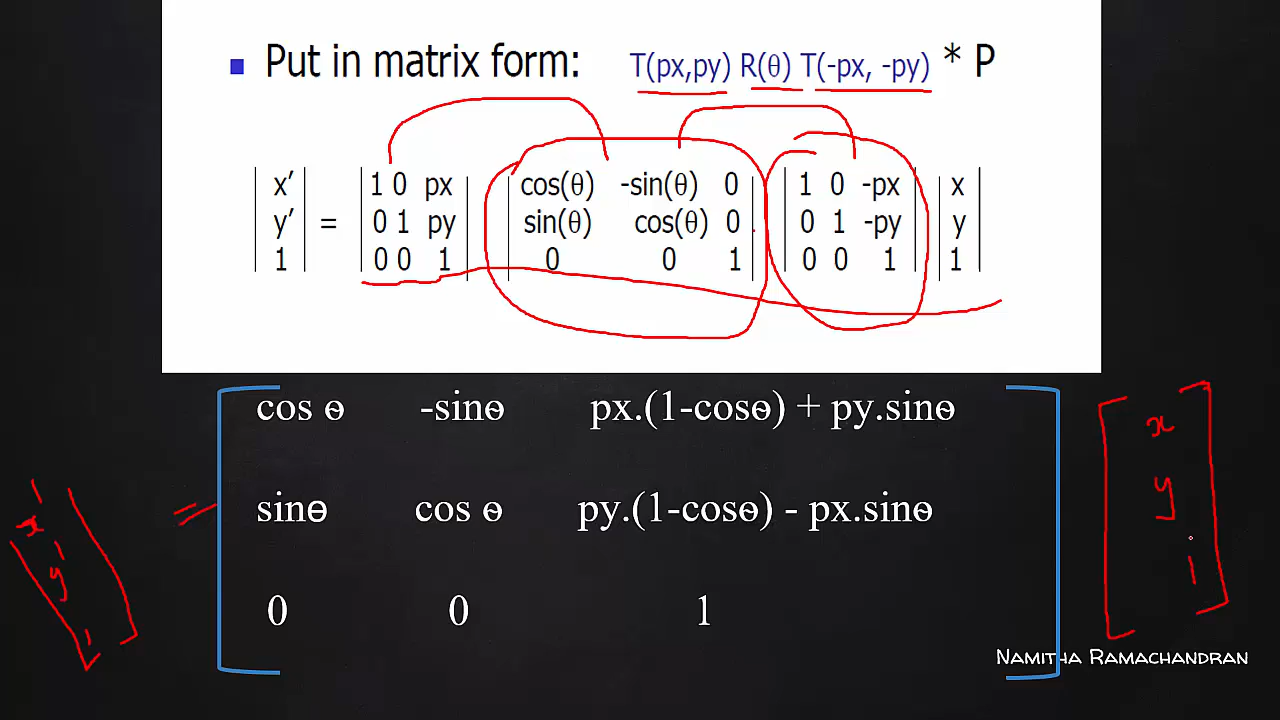 ▪ Put in matrix form: T(px,py) R(θ) T(-px, -py) * P
| x′ | | 1 0 px | | cos(θ) -sin(θ) 0 | | 1 0 -px | | x |
| y′ | = | 0 1 py | | sin(θ) cos(θ) 0 | | 0 1 -py | | y |
| 1 | | 0 0 1 | | 0 0 1 | | 0 0 1 | | 1 |
cos ɵ -sinɵ px.(1-cosɵ) + py.sinɵ x
x′ = sinɵ cos ɵ py.(1-cosɵ) - px.sinɵ y
y′
0 0 1 1
1
Namitha Ramachandran